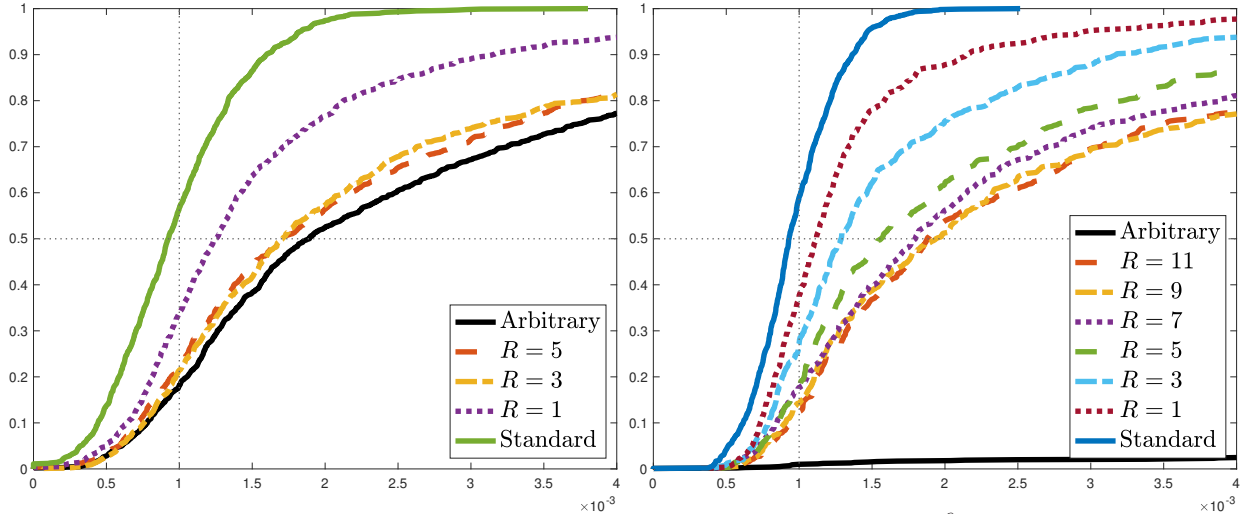 1
0.9
0.8
0.7
0.6
0.5
0.4
0.3
0.2
0.1
0
0 0.5 1 1.5 2 2.5 3 3.5 4
×10⁻³
Arbitrary
R = 5
R = 3
R = 1
Standard
1
0.9
0.8
0.7
0.6
0.5
0.4
0.3
0.2
0.1
0
0 0.5 1 1.5 2 2.5 3 3.5 4
×10⁻³
Arbitrary
R = 11
R = 9
R = 7
R = 5
R = 3
R = 1
Standard